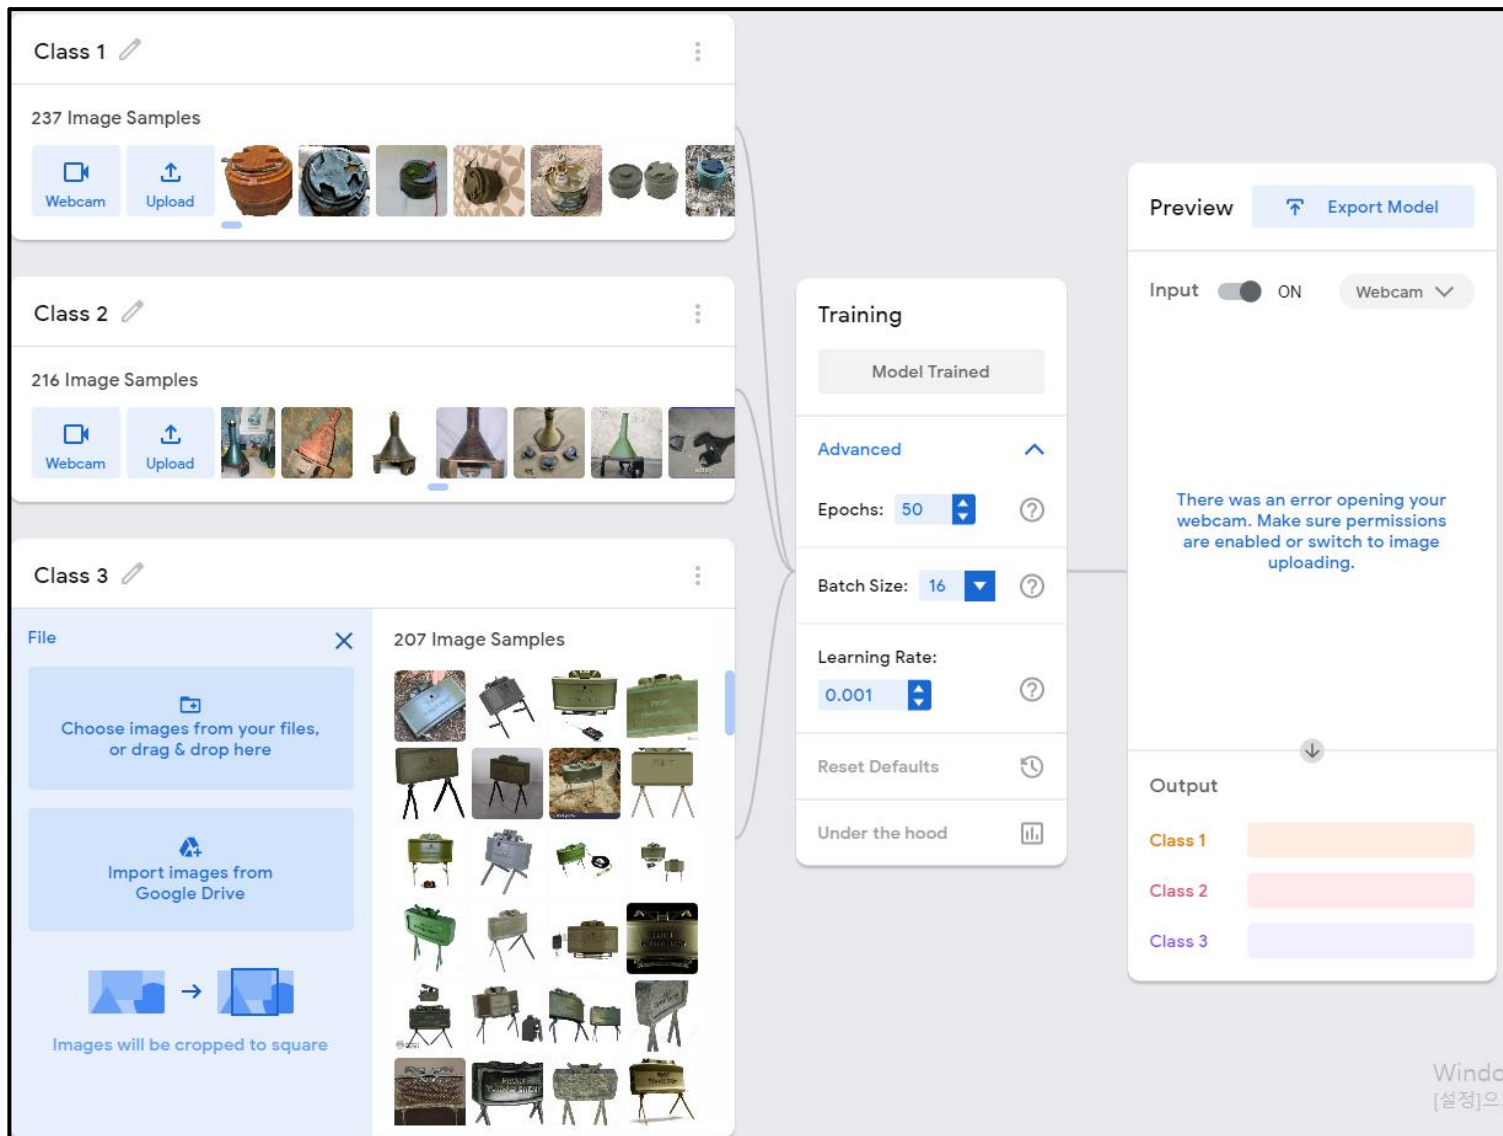 Class 1
237 Image Samples
Webcam
Upload
Class 2
216 Image Samples
Webcam
Upload
Class 3
File
Choose images from your files,
or drag & drop here
Import images from
Google Drive
Images will be cropped to square
207 Image Samples
Training
Model Trained
Advanced
Epochs: 50
Batch Size: 16
Learning Rate:
0.001
Reset Defaults
Under the hood
Preview
Export Model
Input ON Webcam
There was an error opening your
webcam. Make sure permissions
are enabled or switch to image
uploading.
Output
Class 1
Class 2
Class 3
Windo
[설정]으